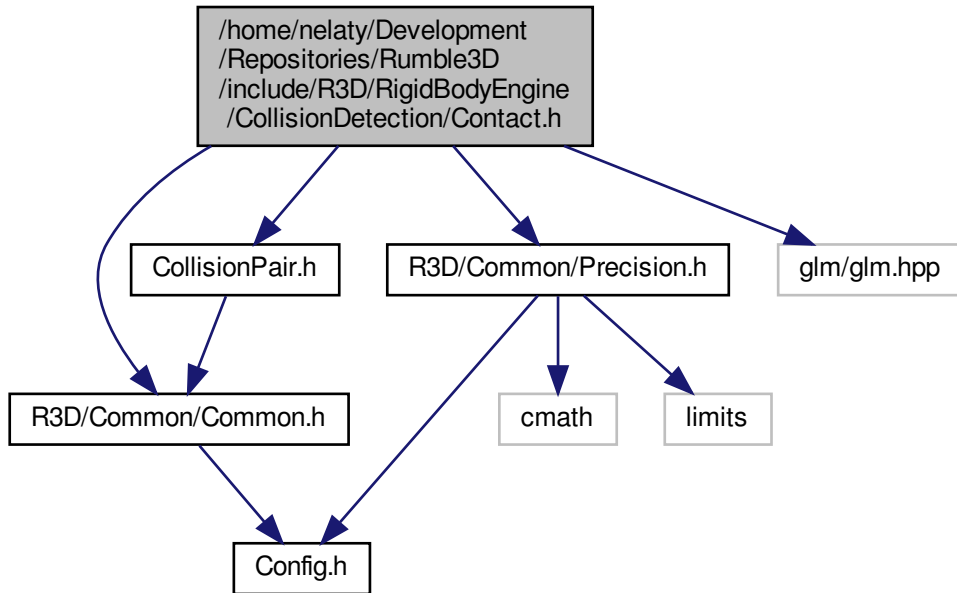 /home/nelaty/Development
/Repositories/Rumble3D
/include/R3D/RigidBodyEngine
/CollisionDetection/Contact.h
CollisionPair.h
R3D/Common/Precision.h
glm/glm.hpp
R3D/Common/Common.h
cmath
limits
Config.h